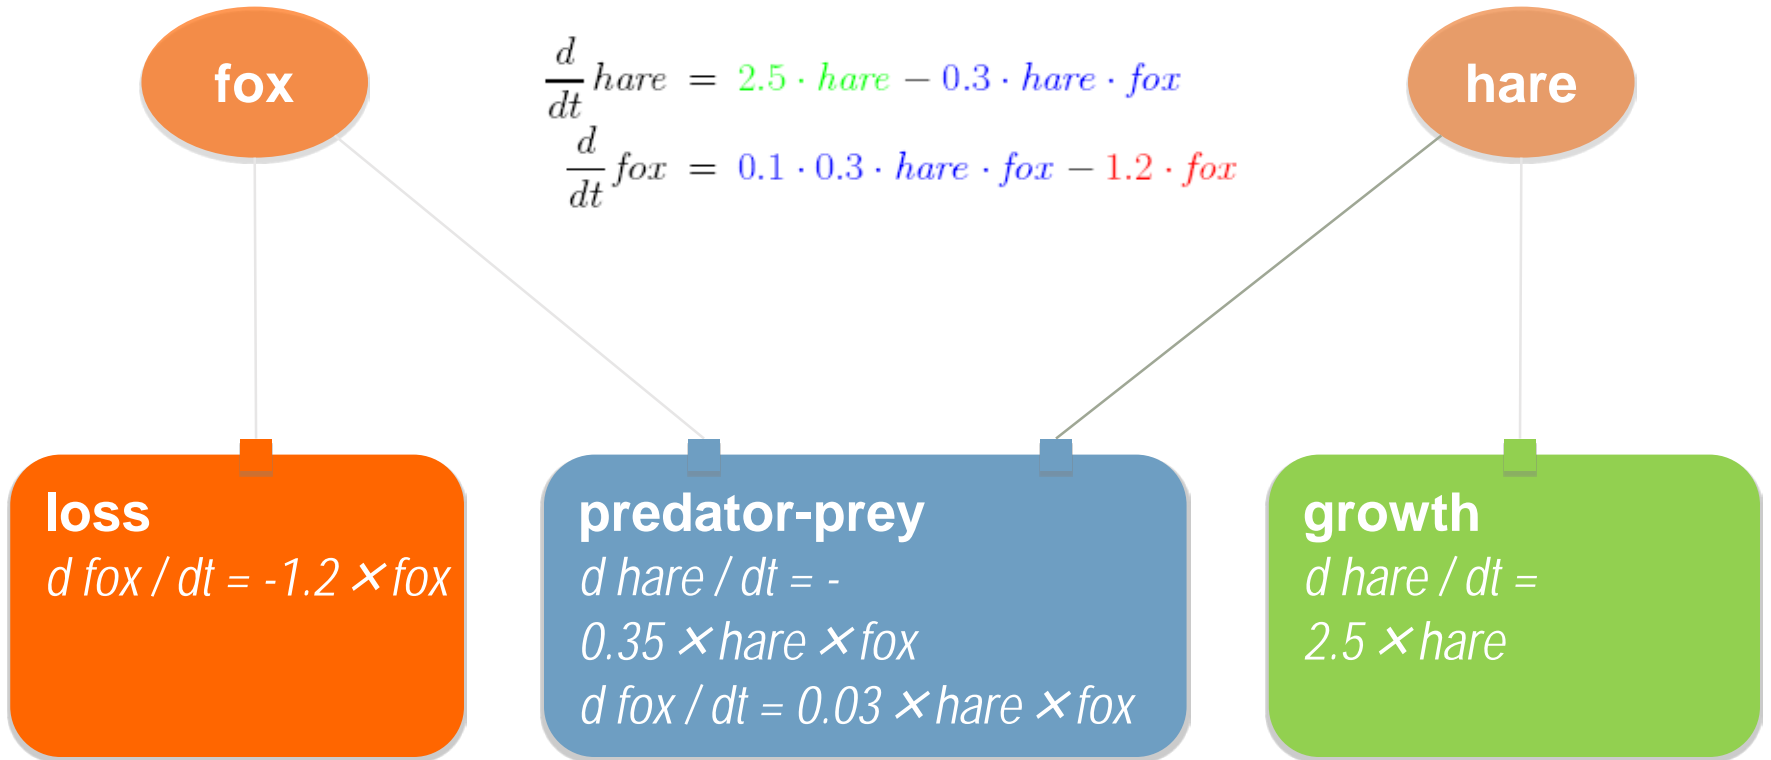 fox
d/dt hare = 2.5 · hare − 0.3 · hare · fox
d/dt fox = 0.1 · 0.3 · hare · fox − 1.2 · fox
hare
loss
d fox / dt = -1.2 × fox
predator-prey
d hare / dt = -
0.35 × hare × fox
d fox / dt = 0.03 × hare × fox
growth
d hare / dt =
2.5 × hare